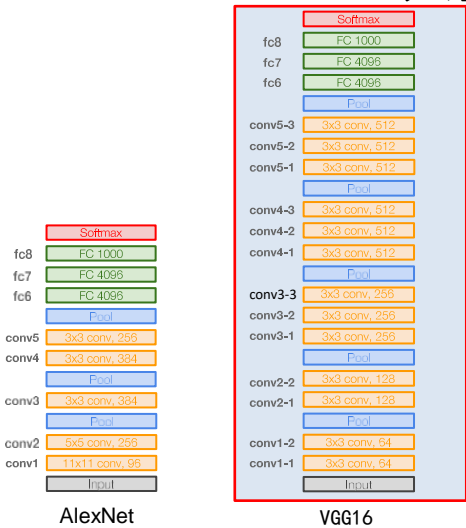 Softmax
fc8 FC 1000
fc7 FC 4096
fc6 FC 4096
Pool
conv5 3x3 conv, 256
conv4 3x3 conv, 384
Pool
conv3 3x3 conv, 384
Pool
conv2 5x5 conv, 256
conv1 11x11 conv, 96
Input
AlexNet
Softmax
fc8 FC 1000
fc7 FC 4096
fc6 FC 4096
Pool
conv5-3 3x3 conv, 512
conv5-2 3x3 conv, 512
conv5-1 3x3 conv, 512
Pool
conv4-3 3x3 conv, 512
conv4-2 3x3 conv, 512
conv4-1 3x3 conv, 512
Pool
conv3-3 3x3 conv, 256
conv3-2 3x3 conv, 256
conv3-1 3x3 conv, 256
Pool
conv2-2 3x3 conv, 128
conv2-1 3x3 conv, 128
Pool
conv1-2 3x3 conv, 64
conv1-1 3x3 conv, 64
Input
VGG16